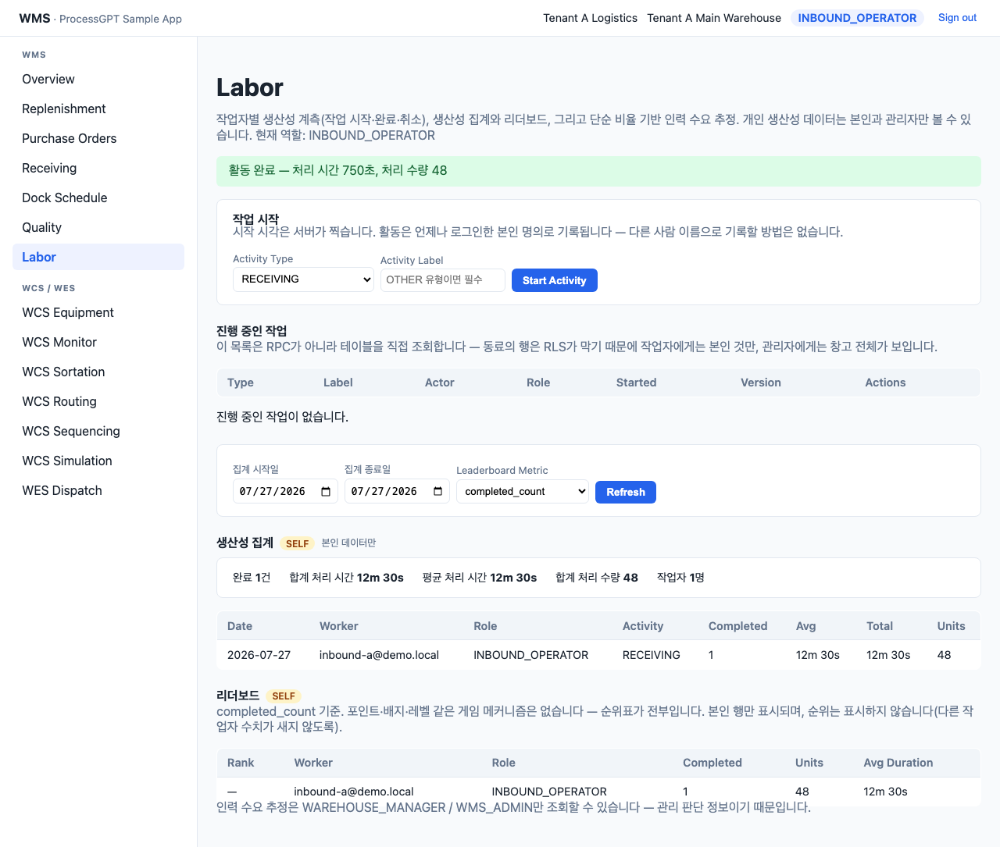 WMS · ProcessGPT Sample App
Tenant A Logistics Tenant A Main Warehouse INBOUND_OPERATOR Sign out
WMS
Overview
Replenishment
Purchase Orders
Receiving
Dock Schedule
Quality
Labor
WCS / WES
WCS Equipment
WCS Monitor
WCS Sortation
WCS Routing
WCS Sequencing
WCS Simulation
WES Dispatch
Labor
작업자별 생산성 계측(작업 시작·완료·취소), 생산성 집계와 리더보드, 그리고 단순 비율 기반 인력 수요 추정. 개인 생산성 데이터는 본인과 관리자만 볼 수 있
습니다. 현재 역할: INBOUND_OPERATOR
활동 완료 — 처리 시간 750초, 처리 수량 48
작업 시작
시작 시각은 서버가 찍습니다. 활동은 언제나 로그인한 본인 명의로 기록됩니다 — 다른 사람 이름으로 기록할 방법은 없습니다.
Activity Type Activity Label
RECEIVING OTHER 유형이면 필수 Start Activity
진행 중인 작업
이 목록은 RPC가 아니라 테이블을 직접 조회합니다 — 동료의 행은 RLS가 막기 때문에 작업자에게는 본인 것만, 관리자에게는 창고 전체가 보입니다.
Type Label Actor Role Started Version Actions
진행 중인 작업이 없습니다.
집계 시작일 집계 종료일 Leaderboard Metric
07/27/2026 07/27/2026 completed_count Refresh
생산성 집계 SELF 본인 데이터만
완료 1건 합계 처리 시간 12m 30s 평균 처리 시간 12m 30s 합계 처리 수량 48 작업자 1명
Date Worker Role Activity Completed Avg Total Units
2026-07-27 inbound-a@demo.local INBOUND_OPERATOR RECEIVING 1 12m 30s 12m 30s 48
리더보드 SELF
completed_count 기준. 포인트·배지·레벨 같은 게임 메커니즘은 없습니다 — 순위표가 전부입니다. 본인 행만 표시되며, 순위는 표시하지 않습니다(다른 작
업자 수치가 새지 않도록).
Rank Worker Role Completed Units Avg Duration
— inbound-a@demo.local INBOUND_OPERATOR 1 48 12m 30s
인력 수요 추정은 WAREHOUSE_MANAGER / WMS_ADMIN만 조회할 수 있습니다 — 관리 판단 정보이기 때문입니다.